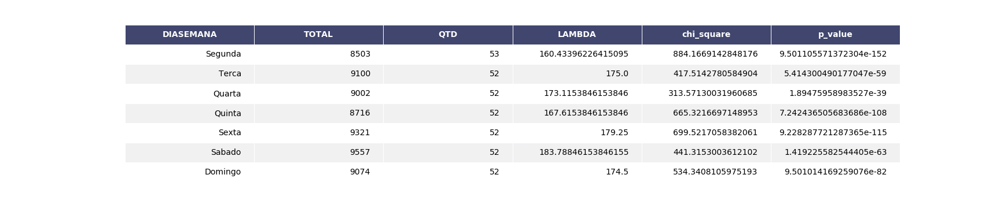 DIASEMANA TOTAL QTD LAMBDA chi_square p_value
Segunda 8503 53 160.43396226415095 884.1669142848176 9.501105571372304e-152
Terca 9100 52 175.0 417.5142780584904 5.414300490177047e-59
Quarta 9002 52 173.1153846153846 313.57130031960685 1.89475958983527e-39
Quinta 8716 52 167.6153846153846 665.3216697148953 7.242436505683686e-108
Sexta 9321 52 179.25 699.5217058382061 9.228287721287365e-115
Sabado 9557 52 183.78846153846155 441.3153003612102 1.419225582544405e-63
Domingo 9074 52 174.5 534.3408105975193 9.501014169259076e-82